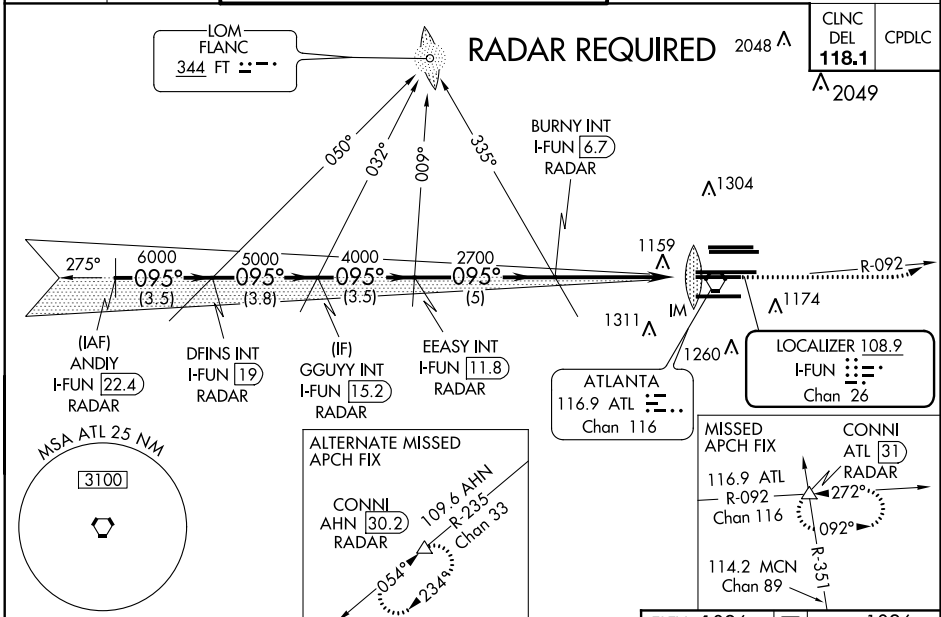 LOM
FLANC
344 FT
RADAR REQUIRED
2048
CLNC
DEL
118.1
CPDLC
2049
050°
032°
009°
335°
BURNY INT
I-FUN 6.7
RADAR
1304
275°
6000
095°
(3.5)
5000
095°
(3.8)
4000
095°
(3.5)
2700
095°
(5)
1159
R-092
IM
1311
1174
1260
(IAF)
ANDIY
I-FUN 22.4
RADAR
DFINS INT
I-FUN 19
RADAR
(IF)
GGUYY INT
I-FUN 15.2
RADAR
EEASY INT
I-FUN 11.8
RADAR
ATLANTA
116.9 ATL
Chan 116
LOCALIZER 108.9
I-FUN
Chan 26
MSA ATL 25 NM
3100
ALTERNATE MISSED
APCH FIX
CONNI
AHN 30.2
RADAR
109.6 AHN
R-235
Chan 33
054°
234°
MISSED
APCH FIX
CONNI
ATL 31
RADAR
116.9 ATL
R-092
Chan 116
272°
092°
R-351
114.2 MCN
Chan 89